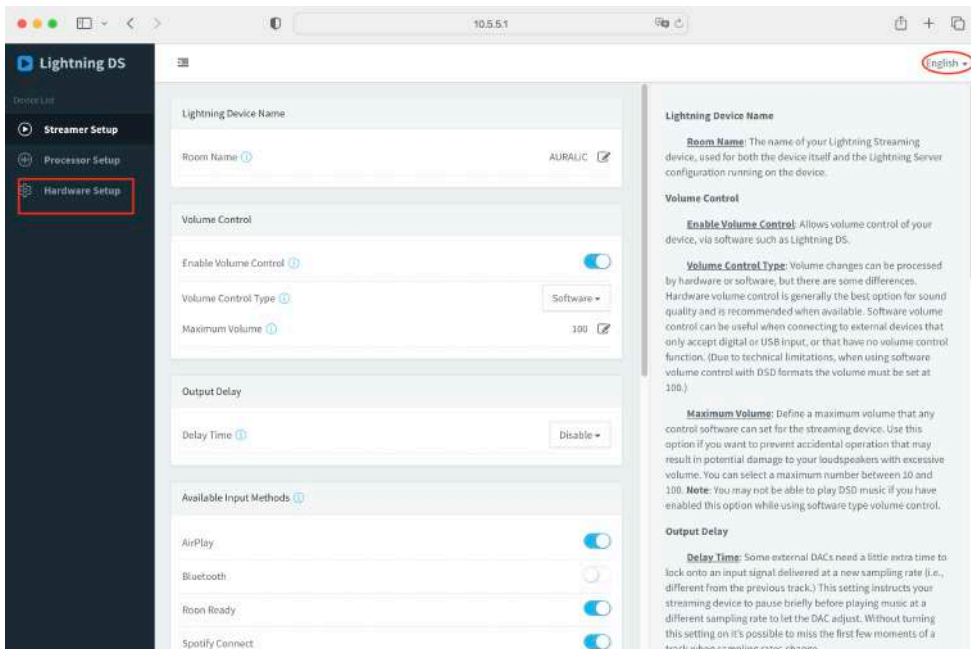 10.5.5.1
Lightning DS
English
Device List
Streamer Setup
Processor Setup
Hardware Setup
Lightning Device Name
Room Name
AURALiC
Volume Control
Enable Volume Control
Volume Control Type
Software
Maximum Volume
100
Output Delay
Delay Time
Disable
Available Input Methods
AirPlay
Bluetooth
Roon Ready
Spotify Connect
Lightning Device Name
Room Name: The name of your Lightning Streaming
device, used for both the device itself and the Lightning Server
configuration running on the device.
Volume Control
Enable Volume Control: Allows volume control of your
device, via software such as Lightning DS.
Volume Control Type: Volume changes can be processed
by hardware or software, but there are some differences.
Hardware volume control is generally the best option for sound
quality and is recommended when available. Software volume
control can be useful when connecting to external devices that
only accept digital or USB input, or that have no volume control
function. (Due to technical limitations, when using software
volume control with DSD formats the volume must be set at
100.)
Maximum Volume: Define a maximum volume that any
control software can set for the streaming device. Use this
option if you want to prevent accidental operation that may
result in potential damage to your loudspeakers with excessive
volume. You can select a maximum number between 10 and
100. Note: You may not be able to play DSD music if you have
enabled this option while using software type volume control.
Output Delay
Delay Time: Some external DACs need a little extra time to
lock onto an input signal delivered at a new sampling rate (i.e.,
different from the previous track.) This setting instructs your
streaming device to pause briefly before playing music at a
different sampling rate to let the DAC adjust. Without turning
this setting on it's possible to miss the first few moments of a
track when sampling rates change.